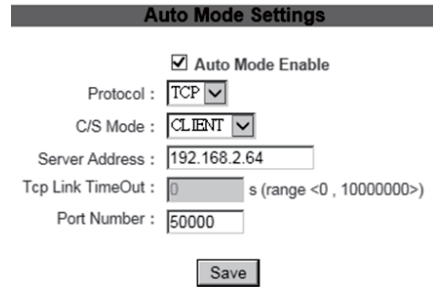 Auto Mode Settings
Auto Mode Enable
Protocol : TCP
C/S Mode : CLIENT
Server Address : 192.168.2.64
Tcp Link TimeOut : 0 s (range <0 , 10000000>)
Port Number : 50000
Save